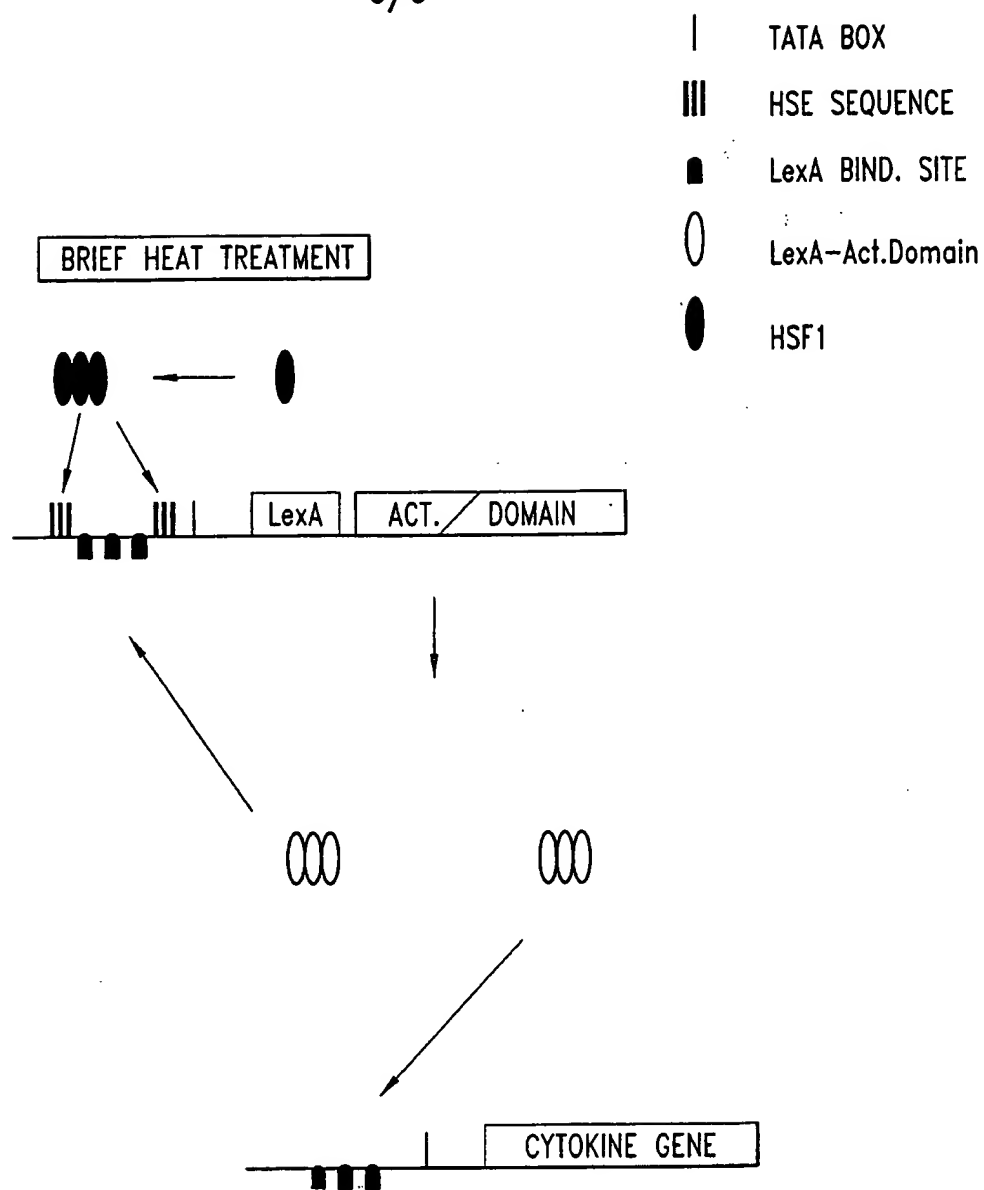 TATA BOX
HSE SEQUENCE
LexA BIND. SITE
LexA-Act.Domain
HSF1
BRIEF HEAT TREATMENT
LexA
ACT./DOMAIN
CYTOKINE GENE